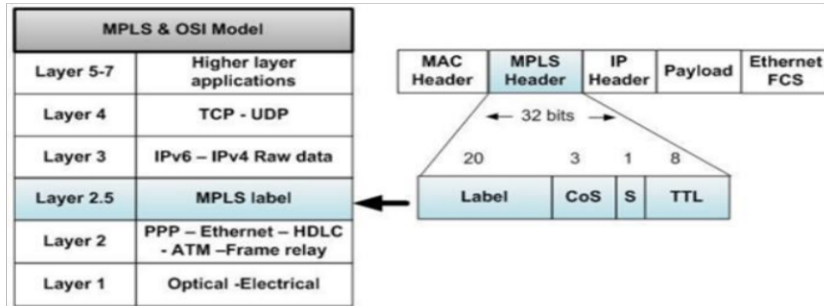 MPLS & OSI Model
Layer 5-7
Higher layer
applications
Layer 4
TCP - UDP
Layer 3
IPv6 – IPv4 Raw data
Layer 2.5
MPLS label
Layer 2
PPP – Ethernet – HDLC
- ATM –Frame relay
Layer 1
Optical -Electrical
MAC
Header
MPLS
Header
IP
Header
Payload
Ethernet
FCS
32 bits
20
3
1
8
Label
CoS
S
TTL